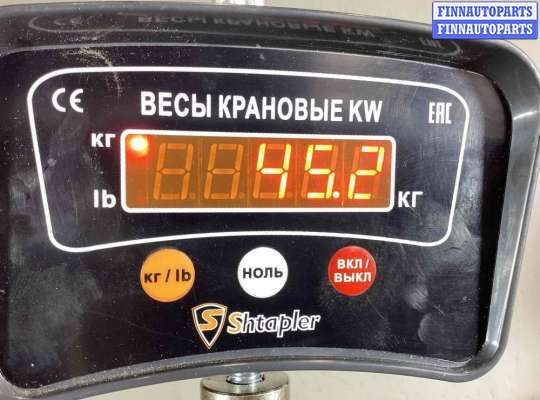 FINNAUTOPARTS
FINNAUTOPARTS
CE ВЕСЫ КРАНОВЫЕ KW EAC
кг
45.2
lb КГ
кг / lb НОЛЬ ВКЛ / ВЫКЛ
Shtapler